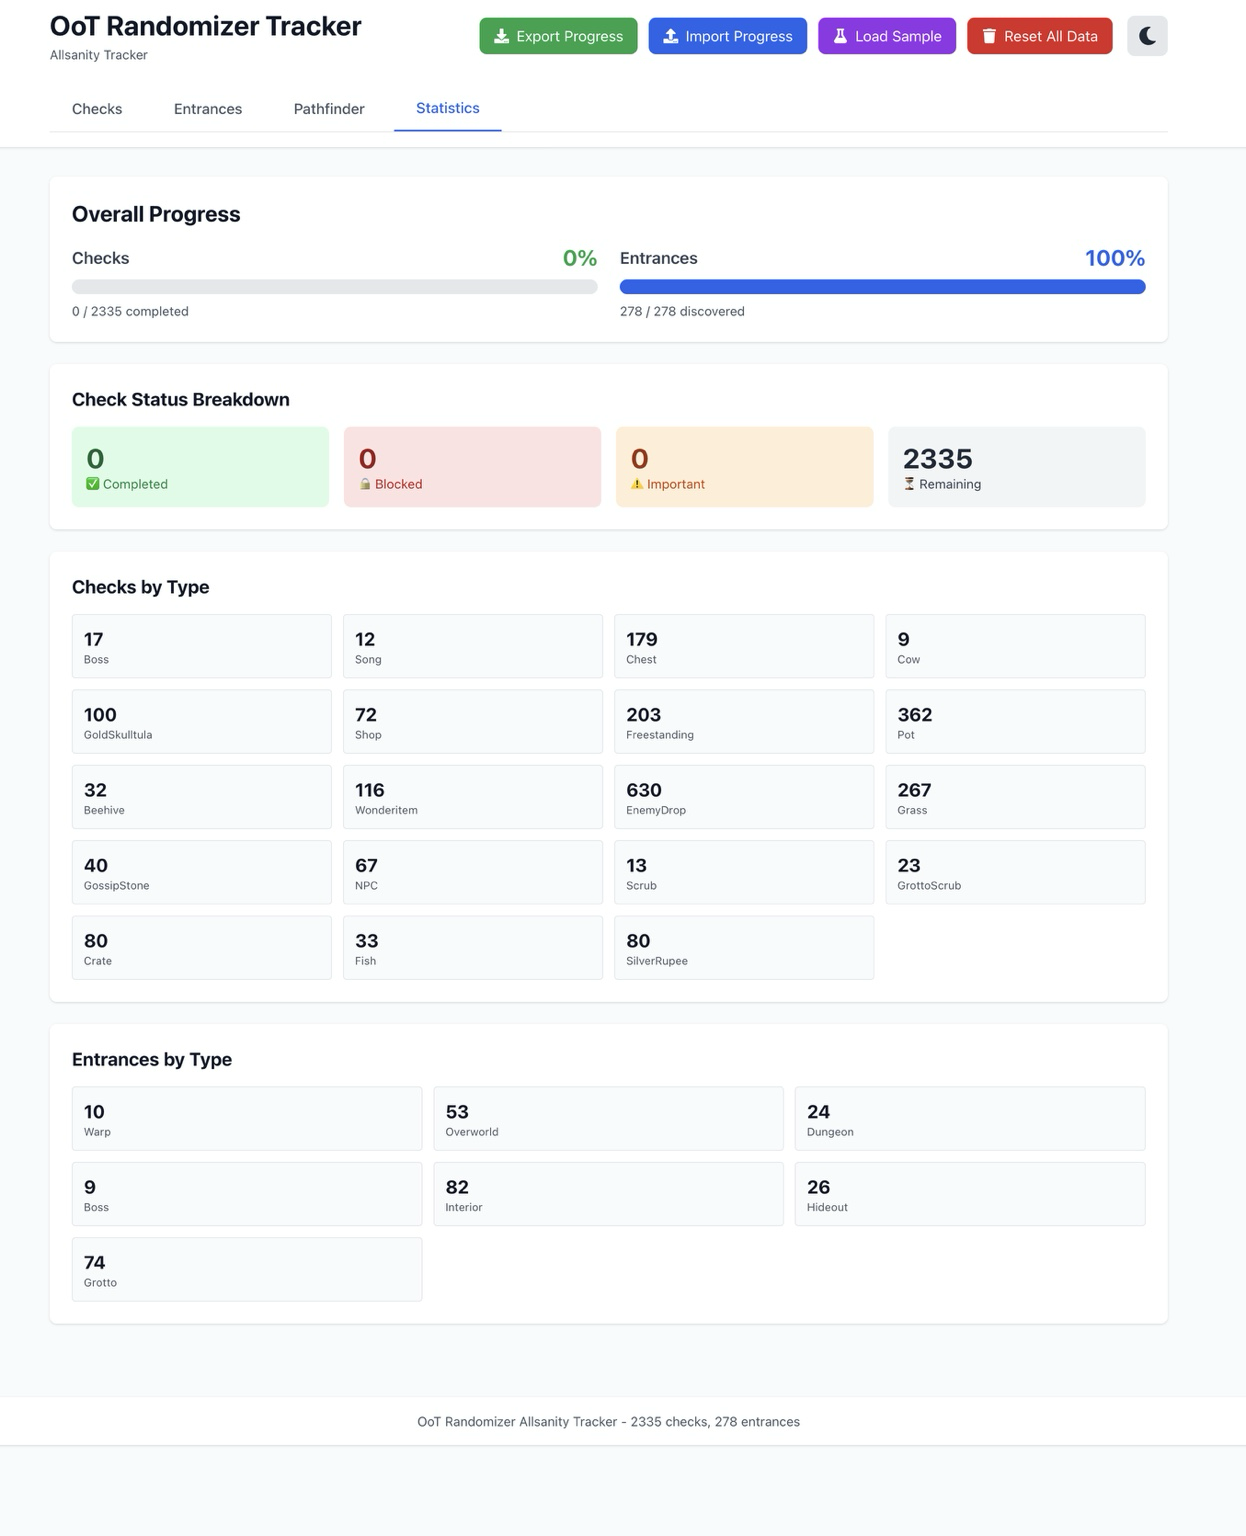 OoT Randomizer Tracker
Allsanity Tracker
Export Progress
Import Progress
Load Sample
Reset All Data
Checks
Entrances
Pathfinder
Statistics
Overall Progress
Checks
0%
0 / 2335 completed
Entrances
100%
278 / 278 discovered
Check Status Breakdown
0
✅ Completed
0
🔒 Blocked
0
⚠️ Important
2335
⏳ Remaining
Checks by Type
17
Boss
12
Song
179
Chest
9
Cow
100
GoldSkulltula
72
Shop
203
Freestanding
362
Pot
32
Beehive
116
Wonderitem
630
EnemyDrop
267
Grass
40
GossipStone
67
NPC
13
Scrub
23
GrottoScrub
80
Crate
33
Fish
80
SilverRupee
Entrances by Type
10
Warp
53
Overworld
24
Dungeon
9
Boss
82
Interior
26
Hideout
74
Grotto
OoT Randomizer Allsanity Tracker - 2335 checks, 278 entrances